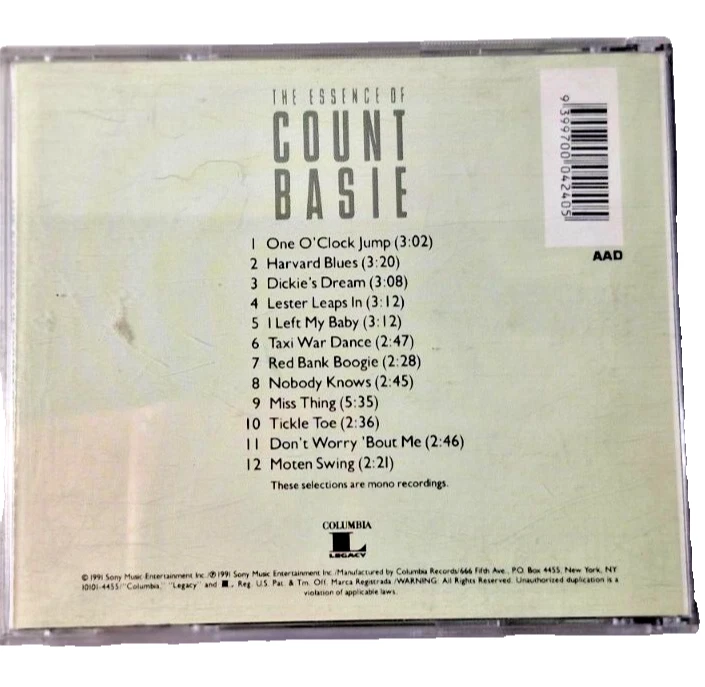 THE ESSENCE OF
COUNT
BASIE
9 399700 042405
AAD
1 One O'Clock Jump (3:02)
2 Harvard Blues (3:20)
3 Dickie's Dream (3:08)
4 Lester Leaps In (3:12)
5 I Left My Baby (3:12)
6 Taxi War Dance (2:47)
7 Red Bank Boogie (2:28)
8 Nobody Knows (2:45)
9 Miss Thing (5:35)
10 Tickle Toe (2:36)
11 Don't Worry 'Bout Me (2:46)
12 Moten Swing (2:21)
These selections are mono recordings.
COLUMBIA
L
LEGACY
© 1991 Sony Music Entertainment Inc./℗ 1991 Sony Music Entertainment Inc./Manufactured by Columbia Records/666 Fifth Ave., P.O. Box 4455, New York, NY
10101-4455/"Columbia," "Legacy" and L, Reg. U.S. Pat. & Tm. Off. Marca Registrada./WARNING: All Rights Reserved. Unauthorized duplication is a
violation of applicable laws.